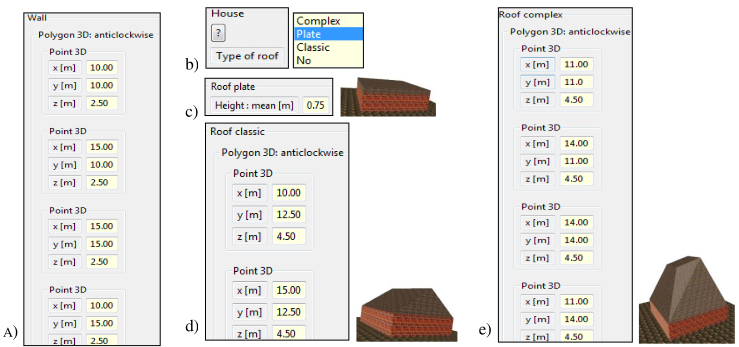 Wall
Polygon 3D: anticlockwise
Point 3D
x [m] 10.00
y [m] 10.00
z [m] 2.50
Point 3D
x [m] 15.00
y [m] 10.00
z [m] 2.50
Point 3D
x [m] 15.00
y [m] 15.00
z [m] 2.50
Point 3D
x [m] 10.00
y [m] 15.00
z [m] 2.50
A)
House
?
Type of roof
Complex
Plate
Classic
No
b)
Roof plate
Height : mean [m] 0.75
c)
Roof classic
Polygon 3D: anticlockwise
Point 3D
x [m] 10.00
y [m] 12.50
z [m] 4.50
Point 3D
x [m] 15.00
y [m] 12.50
z [m] 4.50
d)
Roof complex
Polygon 3D: anticlockwise
Point 3D
x [m] 11.00
y [m] 11.0
z [m] 4.50
Point 3D
x [m] 14.00
y [m] 11.00
z [m] 4.50
Point 3D
x [m] 14.00
y [m] 14.00
z [m] 4.50
Point 3D
x [m] 11.00
y [m] 14.00
z [m] 4.50
e)